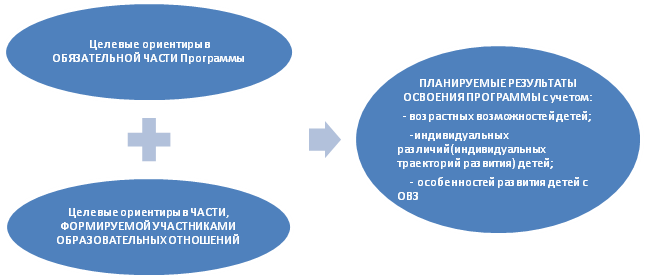 Целевые ориентиры в
ОБЯЗАТЕЛЬНОЙ ЧАСТИ Программы
Целевые ориентиры в ЧАСТИ,
ФОРМИРУЕМОЙ УЧАСТНИКАМИ
ОБРАЗОВАТЕЛЬНЫХ ОТНОШЕНИЙ
ПЛАНИРУЕМЫЕ РЕЗУЛЬТАТЫ
ОСВОЕНИЯ ПРОГРАММЫ с учетом:
- возрастных возможностей детей;
-индивидуальных
различий(индивидуальных
траекторий развития) детей;
- особенностей развития детей с
ОВЗ